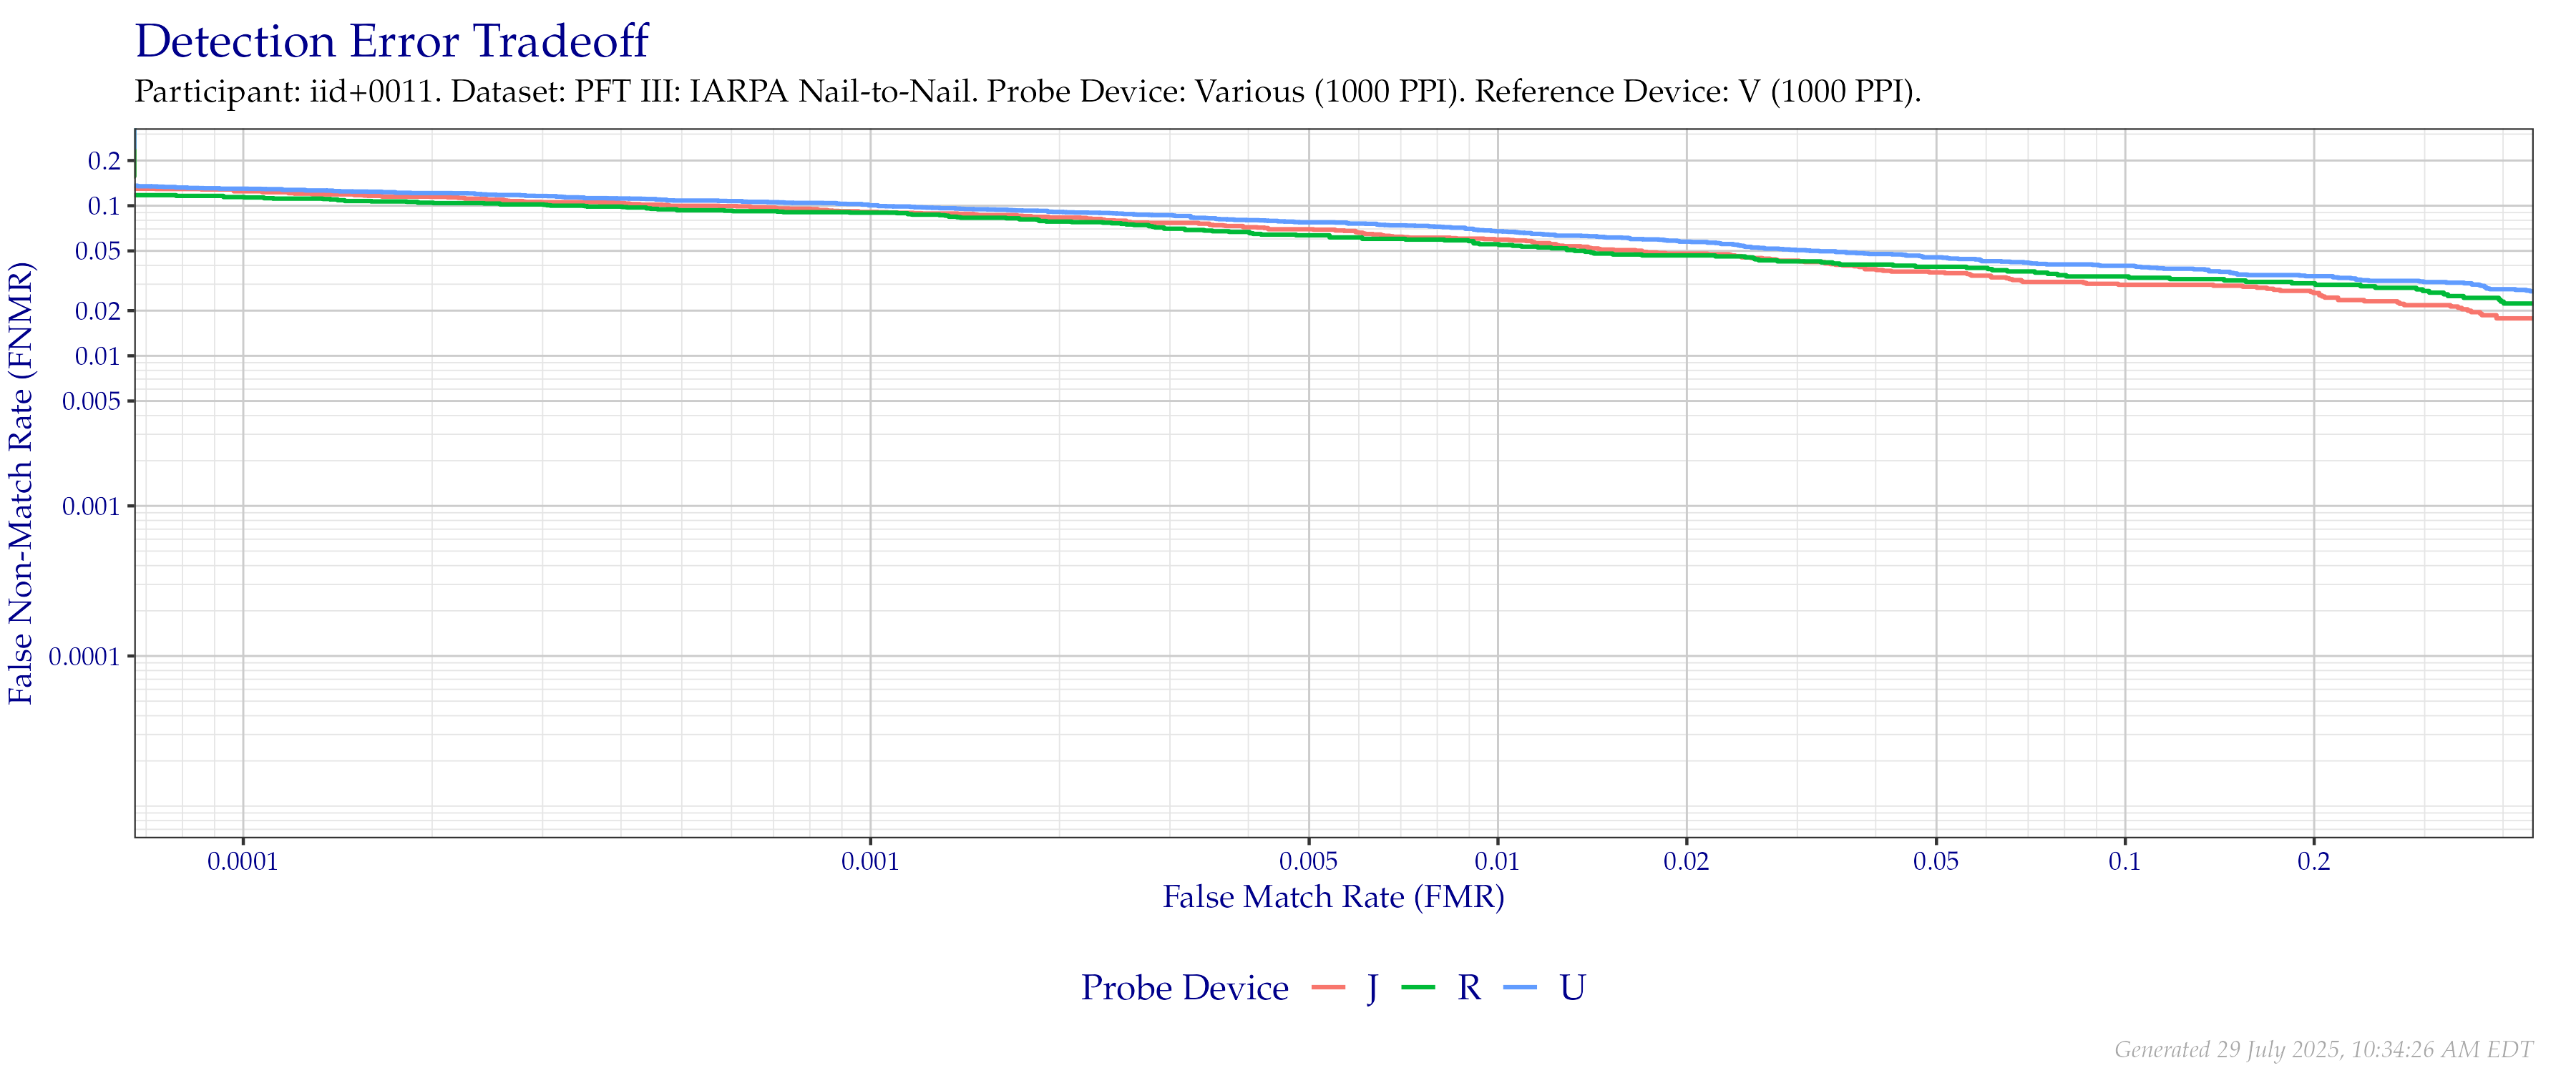 Detection Error Tradeoff
Participant: iid+0011. Dataset: PFT III: IARPA Nail-to-Nail. Probe Device: Various (1000 PPI). Reference Device: V (1000 PPI).
False Non-Match Rate (FNMR)
0.2
0.1
0.05
0.02
0.01
0.005
0.001
0.0001
0.0001 0.001 0.005 0.01 0.02 0.05 0.1 0.2
False Match Rate (FMR)
Probe Device J R U
Generated 29 July 2025, 10:34:26 AM EDT